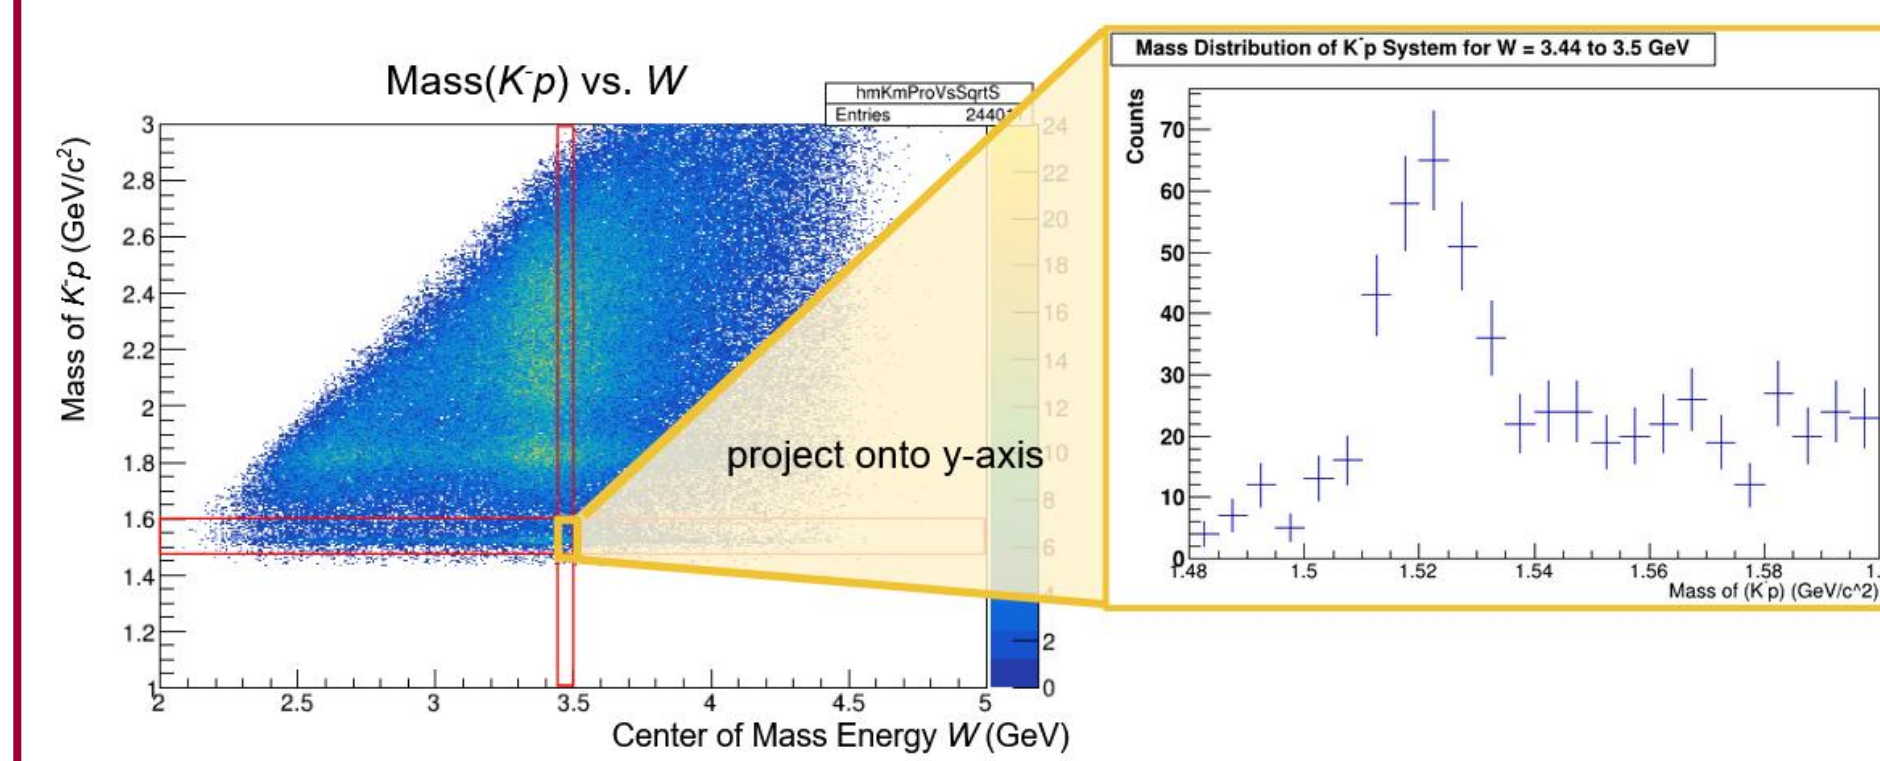 Mass(K⁻p) vs. W
hmKmProVsSqrtS
Entries 2440
Mass of K⁻p (GeV/c²)
3
2.8
2.6
2.4
2.2
2
1.8
1.6
1.4
1.2
1
2 2.5 3 3.5 4 4.5 5
Center of Mass Energy W (GeV)
24
22
20
18
16
14
12
10
8
6
4
2
0
project onto y-axis
Mass Distribution of K⁻p System for W = 3.44 to 3.5 GeV
Counts
70
60
50
40
30
20
10
0
1.48 1.5 1.52 1.54 1.56 1.58 1.
Mass of (K⁻p) (GeV/c^2)